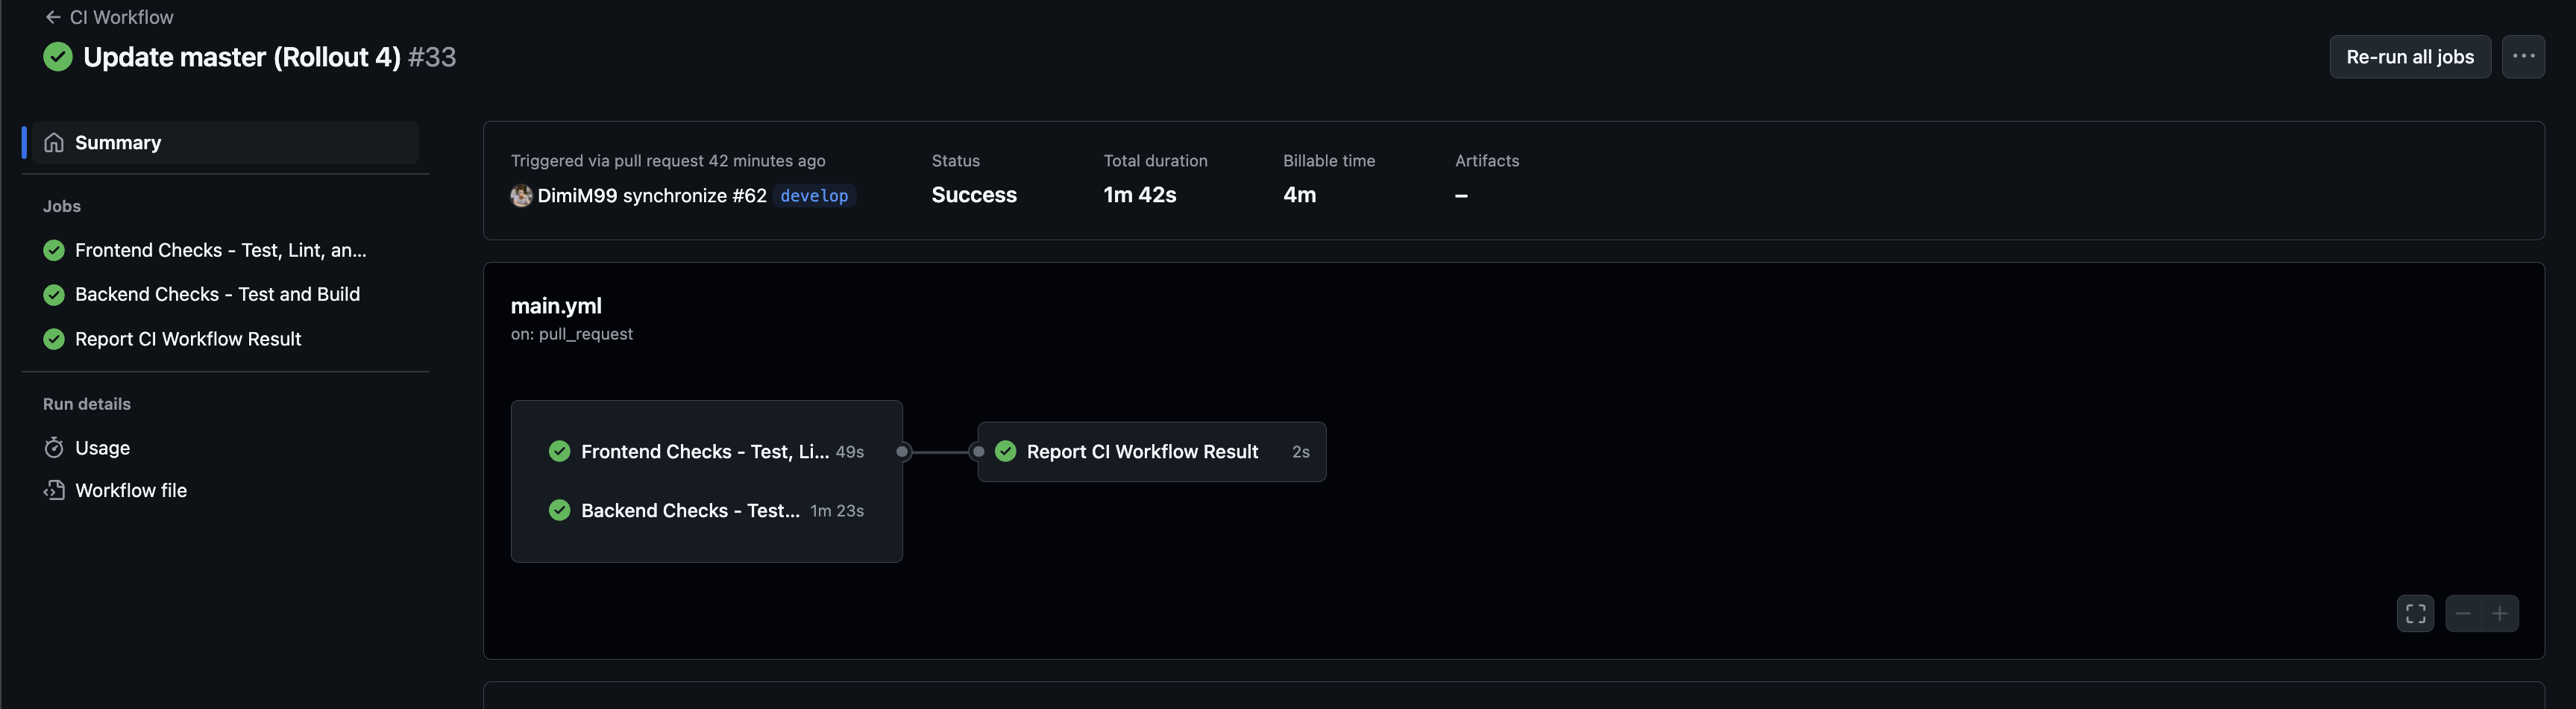 CI Workflow
Update master (Rollout 4) #33
Re-run all jobs
Summary
Jobs
Frontend Checks - Test, Lint, an...
Backend Checks - Test and Build
Report CI Workflow Result
Run details
Usage
Workflow file
Triggered via pull request 42 minutes ago
DimiM99 synchronize #62 develop
Status
Success
Total duration
1m 42s
Billable time
4m
Artifacts
–
main.yml
on: pull_request
Frontend Checks - Test, Li... 49s
Backend Checks - Test... 1m 23s
Report CI Workflow Result 2s